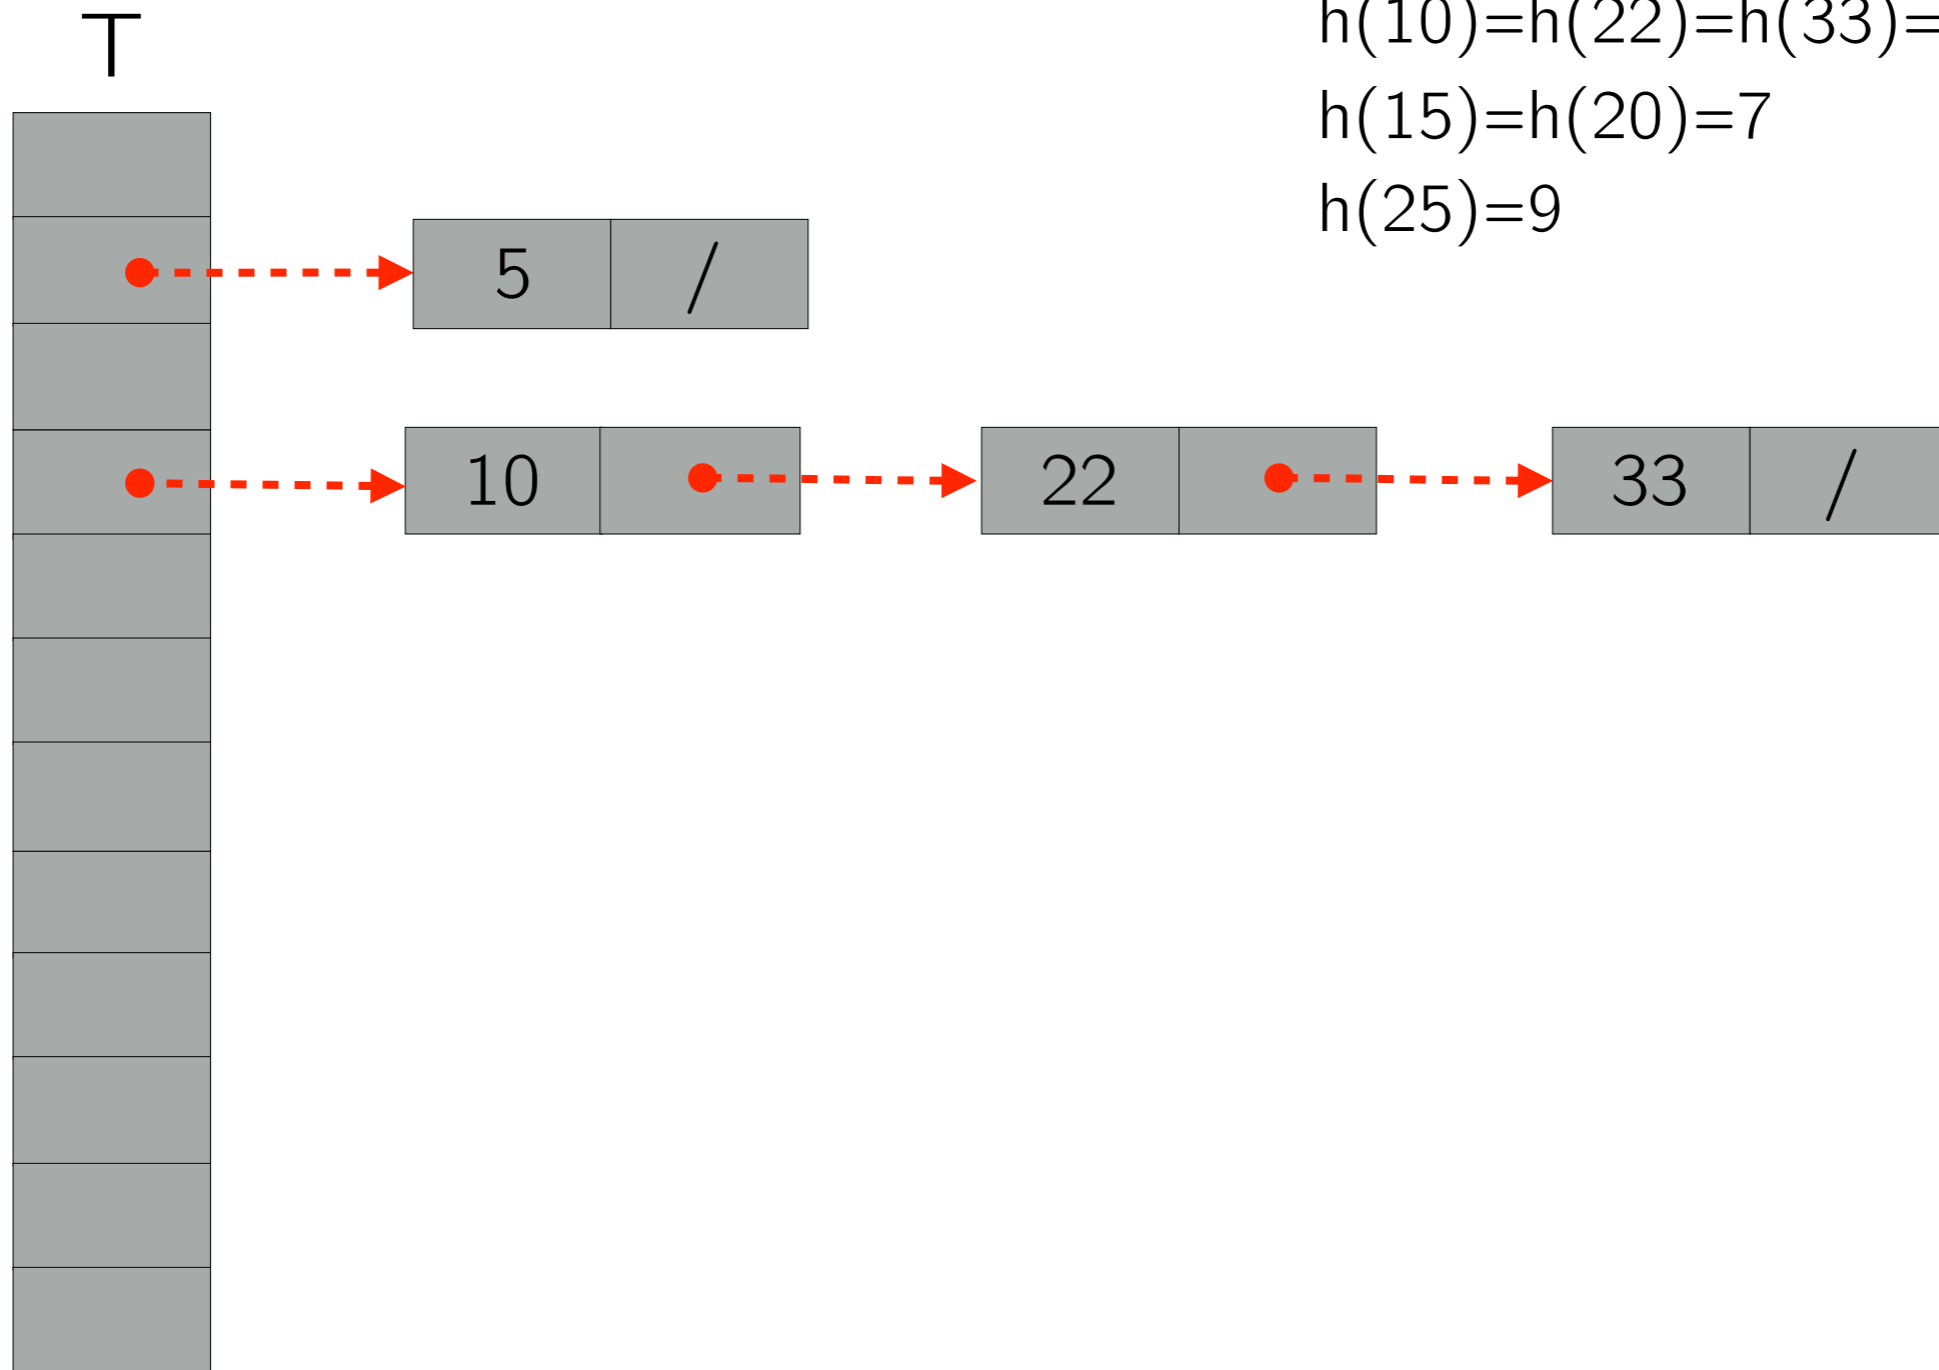 T
h(10)=h(22)=h(33)=
h(15)=h(20)=7
h(25)=9
5 /
10 22 33 /